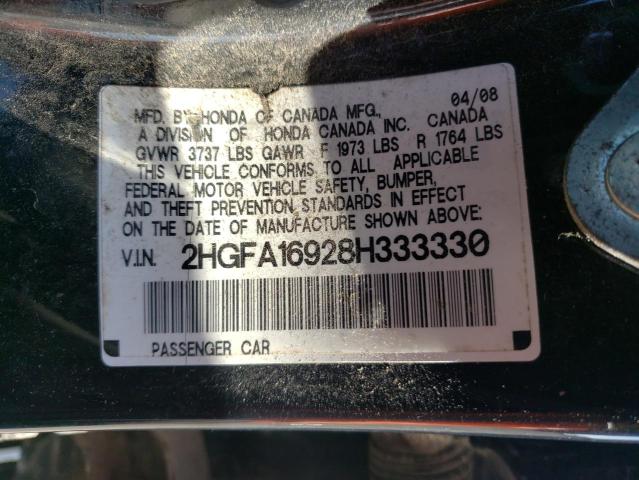 04/08
MFD. BY HONDA OF CANADA MFG.,
A DIVISION OF HONDA CANADA INC. CANADA
GVWR 3737 LBS GAWR F 1973 LBS R 1764 LBS
THIS VEHICLE CONFORMS TO ALL APPLICABLE
FEDERAL MOTOR VEHICLE SAFETY, BUMPER,
AND THEFT PREVENTION STANDARDS IN EFFECT
ON THE DATE OF MANUFACTURE SHOWN ABOVE:
V.I.N. 2HGFA16928H333330
PASSENGER CAR